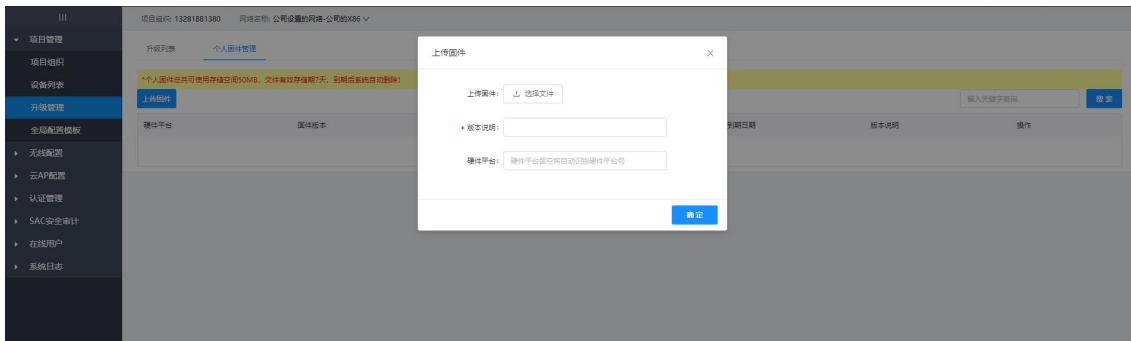 项目组织: 13281881380 网络名称: 公司设置的网络-公司的X86
项目管理
项目组织
设备列表
升级管理
全局配置模板
无线配置
云AP配置
认证管理
SAC安全审计
在线用户
系统日志
升级列表 个人固件管理
*个人固件总共可使用存储空间50MB，文件有效存储期7天，到期后系统自动删除!
上传固件 输入关键字查询 搜索
硬件平台 固件版本 到期日期 版本说明 操作
上传固件
上传固件: 选择文件
* 版本说明:
硬件平台: 硬件平台留空将自动识别硬件平台号
确定